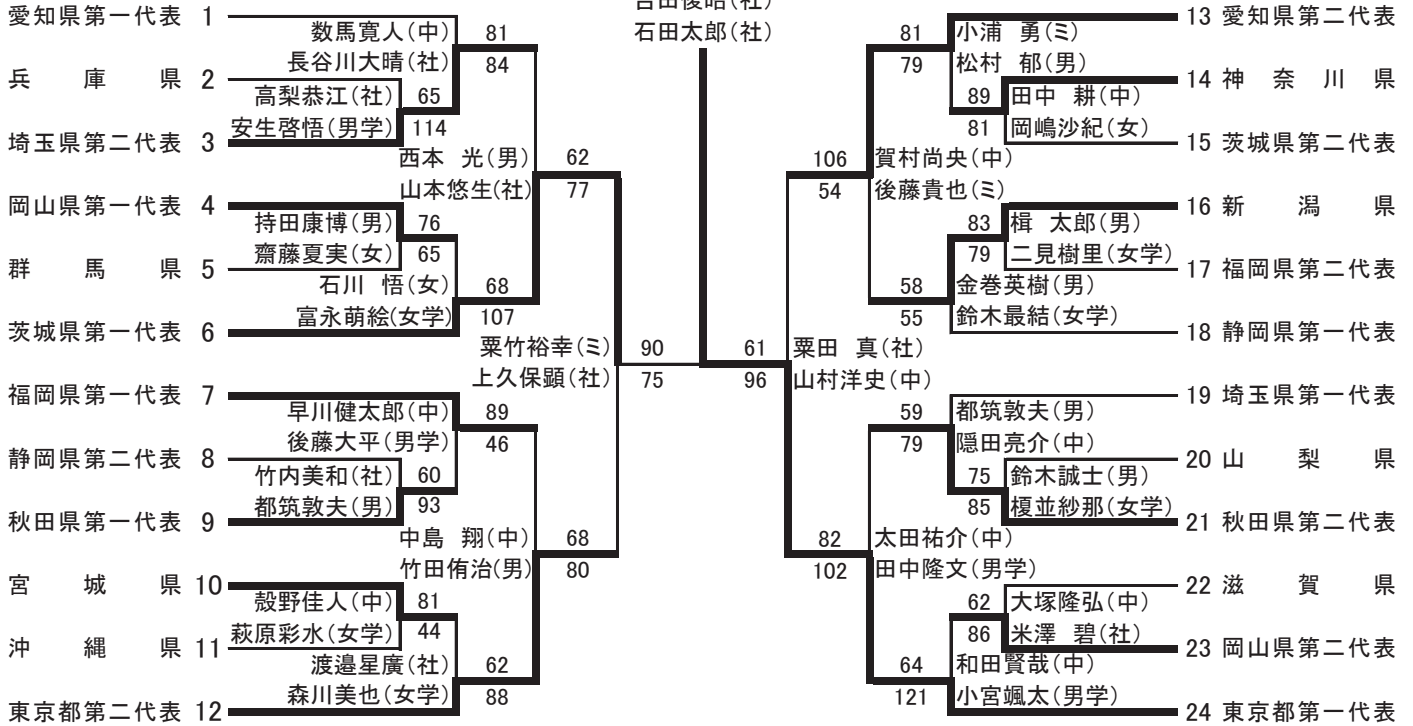 吉田俊昭(社)
石田太郎(社)
愛知県第一代表 1
数馬寛人(中) 81
長谷川大晴(社) 84
兵庫県 2
高梨恭江(社) 65
安生啓悟(男学) 114
埼玉県第二代表 3
西本 光(男) 62
山本悠生(社) 77
岡山県第一代表 4
持田康博(男) 76
齋藤夏実(女) 65
群馬県 5
石川 悟(女) 68
富永萌絵(女学) 107
茨城県第一代表 6
粟竹裕幸(ミ) 90
上久保顕(社) 75
福岡県第一代表 7
早川健太郎(中) 89
後藤大平(男学) 46
静岡県第二代表 8
竹内美和(社) 60
都筑敦夫(男) 93
秋田県第一代表 9
中島 翔(中) 68
竹田侑治(男) 80
宮城県 10
殻野佳人(中) 81
萩原彩水(女学) 44
沖縄県 11
渡邉星廣(社) 62
森川美也(女学) 88
東京都第二代表 12
13 愛知県第二代表
81 小浦 勇(ミ)
79 松村 郁(男)
14 神奈川県
89 田中 耕(中)
81 岡嶋沙紀(女)
15 茨城県第二代表
106 賀村尚央(中)
54 後藤貴也(ミ)
16 新潟県
83 楫 太郎(男)
79 二見樹里(女学)
17 福岡県第二代表
58 金巻英樹(男)
55 鈴木最結(女学)
18 静岡県第一代表
61 粟田 真(社)
96 山村洋史(中)
19 埼玉県第一代表
59 都筑敦夫(男)
79 隠田亮介(中)
20 山梨県
75 鈴木誠士(男)
85 榎並紗那(女学)
21 秋田県第二代表
82 太田祐介(中)
102 田中隆文(男学)
22 滋賀県
62 大塚隆弘(中)
86 米澤 碧(社)
23 岡山県第二代表
64 和田賢哉(中)
121 小宮颯太(男学)
24 東京都第一代表